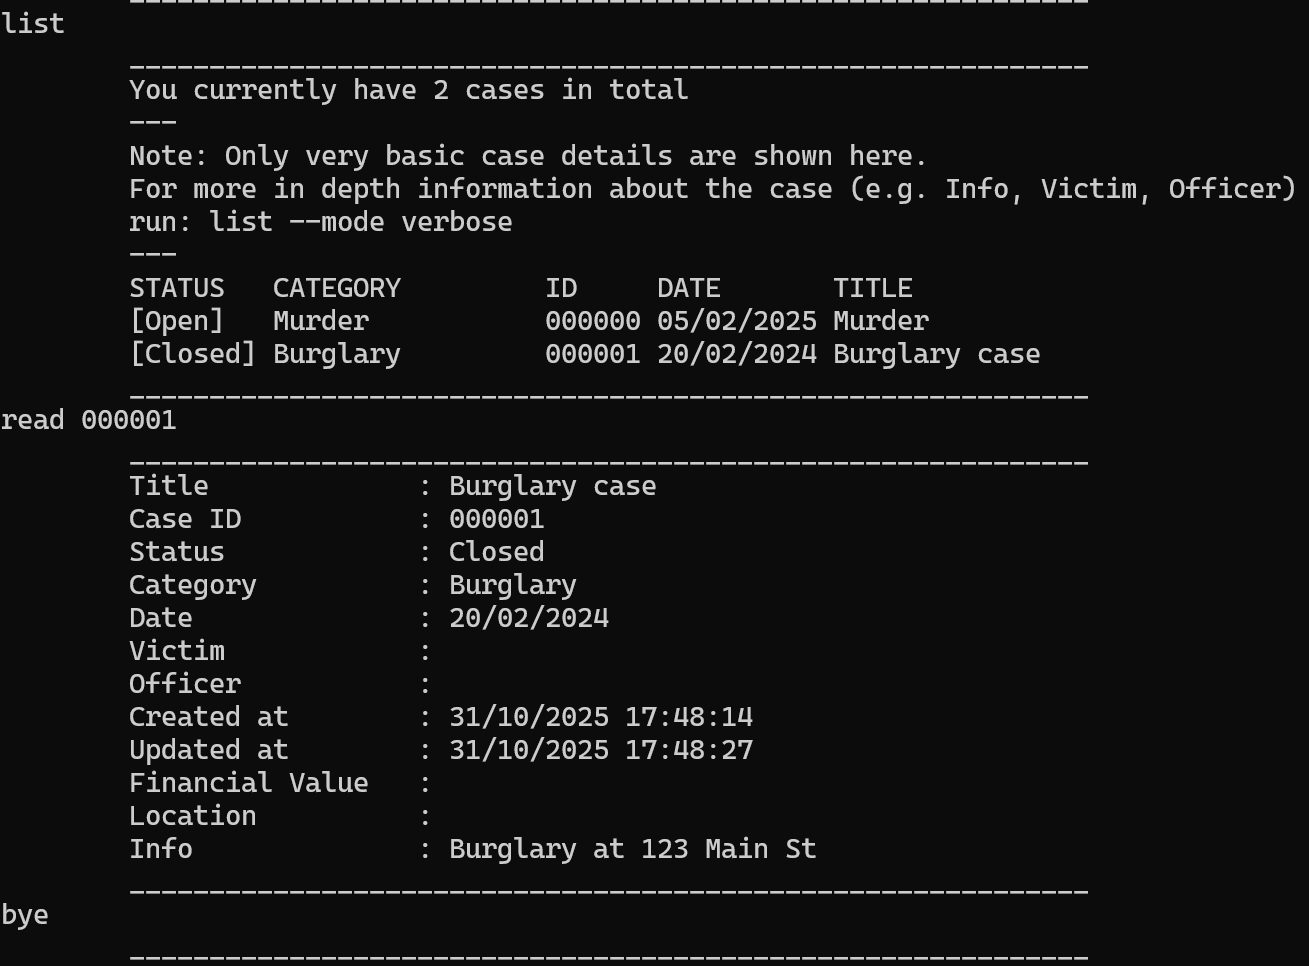 ____________________________________________________________
list
____________________________________________________________
You currently have 2 cases in total
---
Note: Only very basic case details are shown here.
For more in depth information about the case (e.g. Info, Victim, Officer)
run: list --mode verbose
---
STATUS   CATEGORY         ID     DATE       TITLE
[Open]   Murder           000000 05/02/2025 Murder
[Closed] Burglary         000001 20/02/2024 Burglary case
____________________________________________________________
read 000001
____________________________________________________________
Title             : Burglary case
Case ID           : 000001
Status            : Closed
Category          : Burglary
Date              : 20/02/2024
Victim            :
Officer           :
Created at        : 31/10/2025 17:48:14
Updated at        : 31/10/2025 17:48:27
Financial Value   :
Location          :
Info              : Burglary at 123 Main St
____________________________________________________________
bye
____________________________________________________________